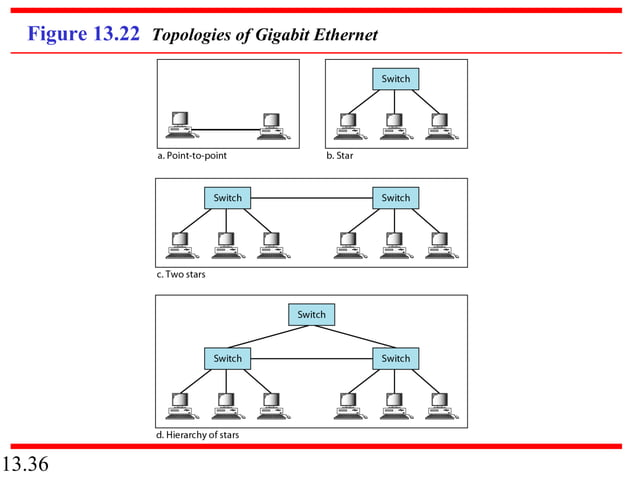 Figure 13.22 Topologies of Gigabit Ethernet
Switch
a. Point-to-point
b. Star
Switch
Switch
c. Two stars
Switch
Switch
Switch
d. Hierarchy of stars
13.36